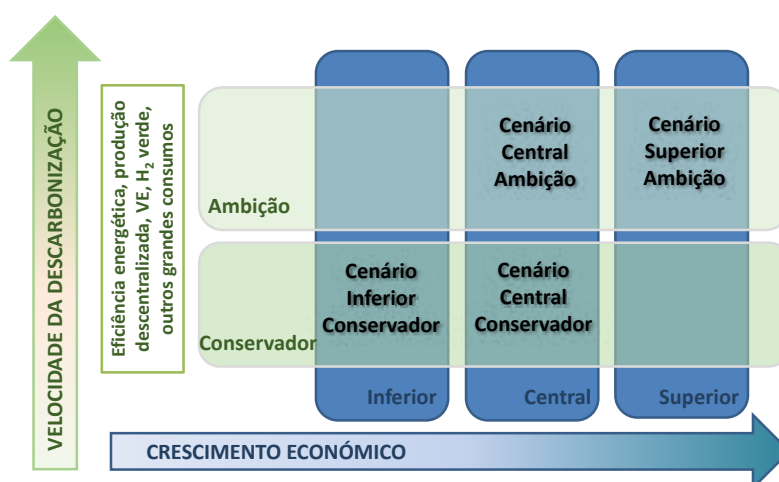 VELOCIDADE DA DESCARBONIZAÇÃO
Eficiência energética, produção
descentralizada, VE, H₂ verde,
outros grandes consumos
Ambição
Cenário
Central
Ambição
Cenário
Superior
Ambição
Conservador
Cenário
Inferior
Conservador
Cenário
Central
Conservador
Inferior
Central
Superior
CRESCIMENTO ECONÓMICO